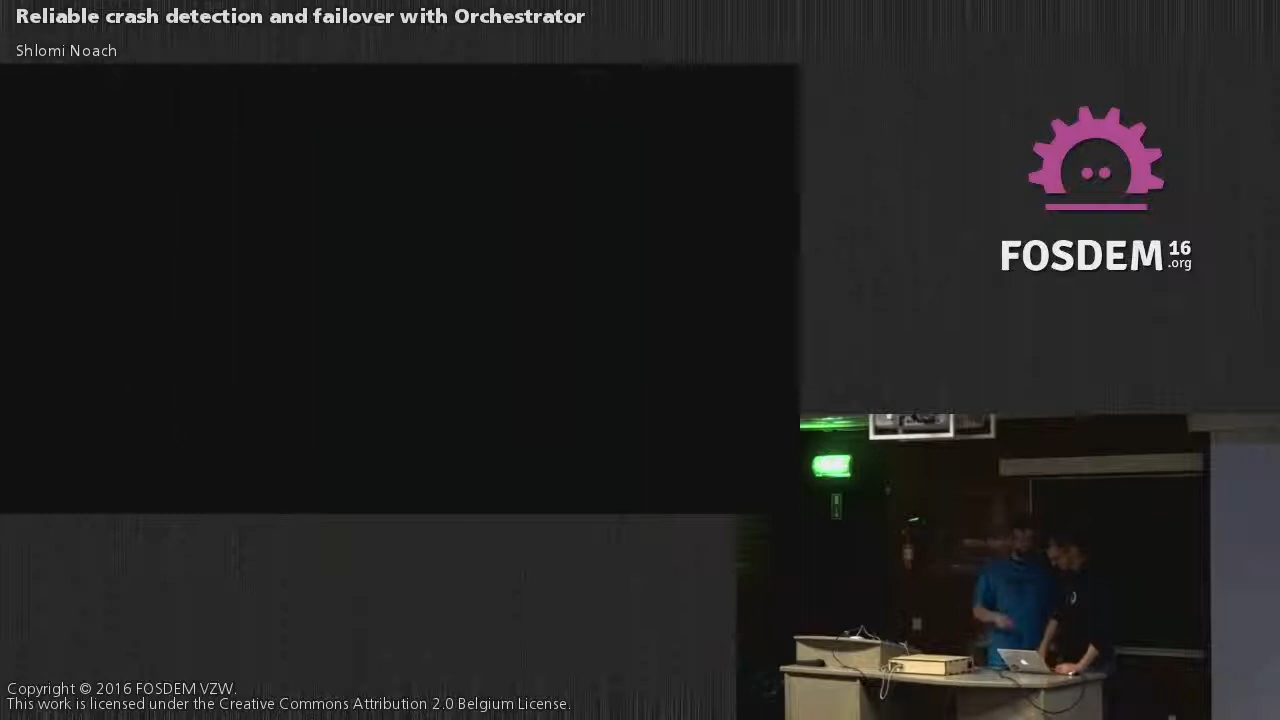 Reliable crash detection and failover with Orchestrator
Shlomi Noach
FOSDEM 16
.org
Copyright © 2016 FOSDEM VZW.
This work is licensed under the Creative Commons Attribution 2.0 Belgium License.